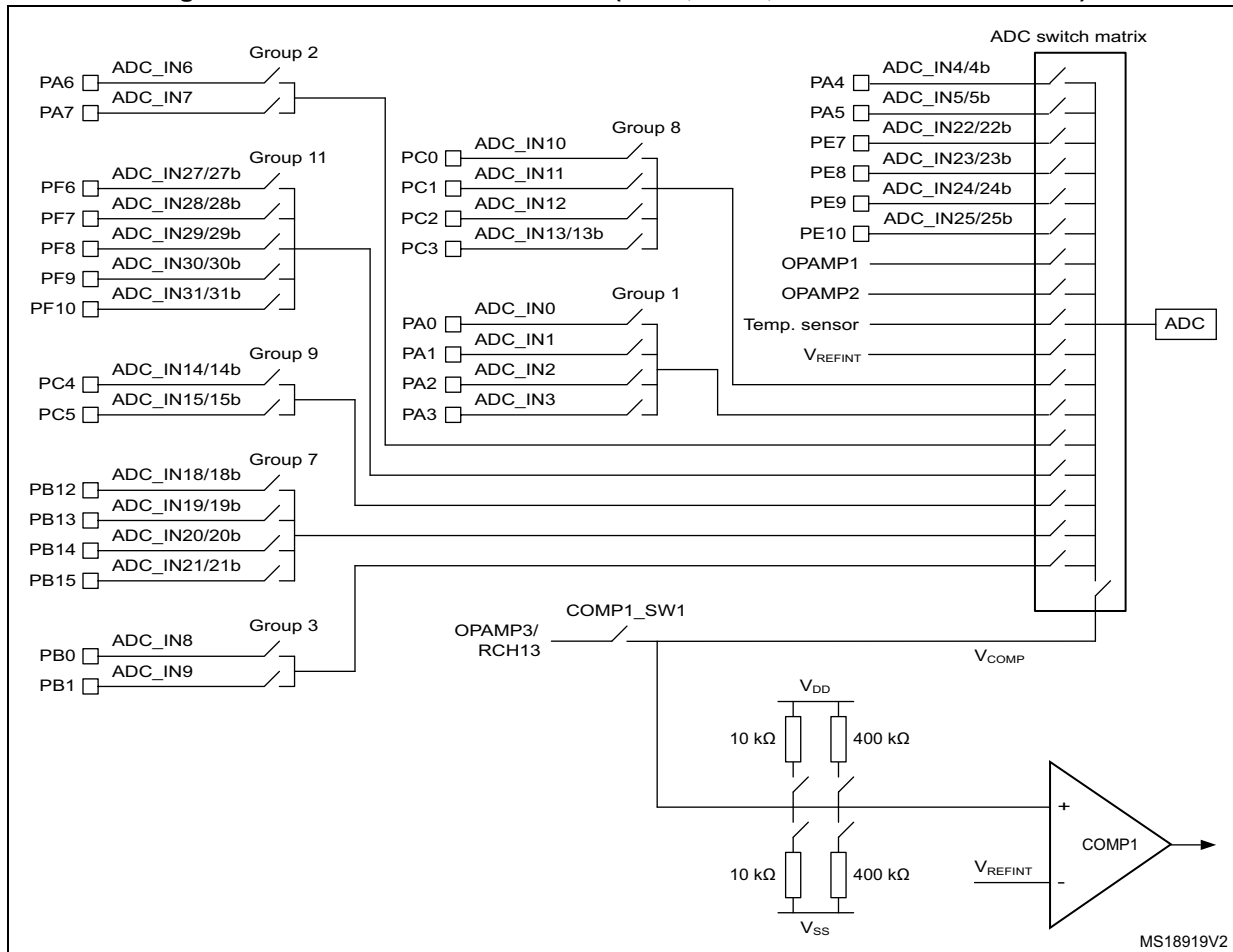 ADC switch matrix
Group 2
PA6 ADC_IN6
PA7 ADC_IN7
Group 11
PF6 ADC_IN27/27b
PF7 ADC_IN28/28b
PF8 ADC_IN29/29b
PF9 ADC_IN30/30b
PF10 ADC_IN31/31b
Group 9
PC4 ADC_IN14/14b
PC5 ADC_IN15/15b
Group 7
PB12 ADC_IN18/18b
PB13 ADC_IN19/19b
PB14 ADC_IN20/20b
PB15 ADC_IN21/21b
Group 3
PB0 ADC_IN8
PB1 ADC_IN9
Group 8
PC0 ADC_IN10
PC1 ADC_IN11
PC2 ADC_IN12
PC3 ADC_IN13/13b
Group 1
PA0 ADC_IN0
PA1 ADC_IN1
PA2 ADC_IN2
PA3 ADC_IN3
PA4 ADC_IN4/4b
PA5 ADC_IN5/5b
PE7 ADC_IN22/22b
PE8 ADC_IN23/23b
PE9 ADC_IN24/24b
PE10 ADC_IN25/25b
OPAMP1
OPAMP2
Temp. sensor
VREFINT
ADC
COMP1_SW1
OPAMP3/
RCH13
VCOMP
VDD
10 kΩ 400 kΩ
+
COMP1
10 kΩ 400 kΩ
VREFINT -
VSS
MS18919V2